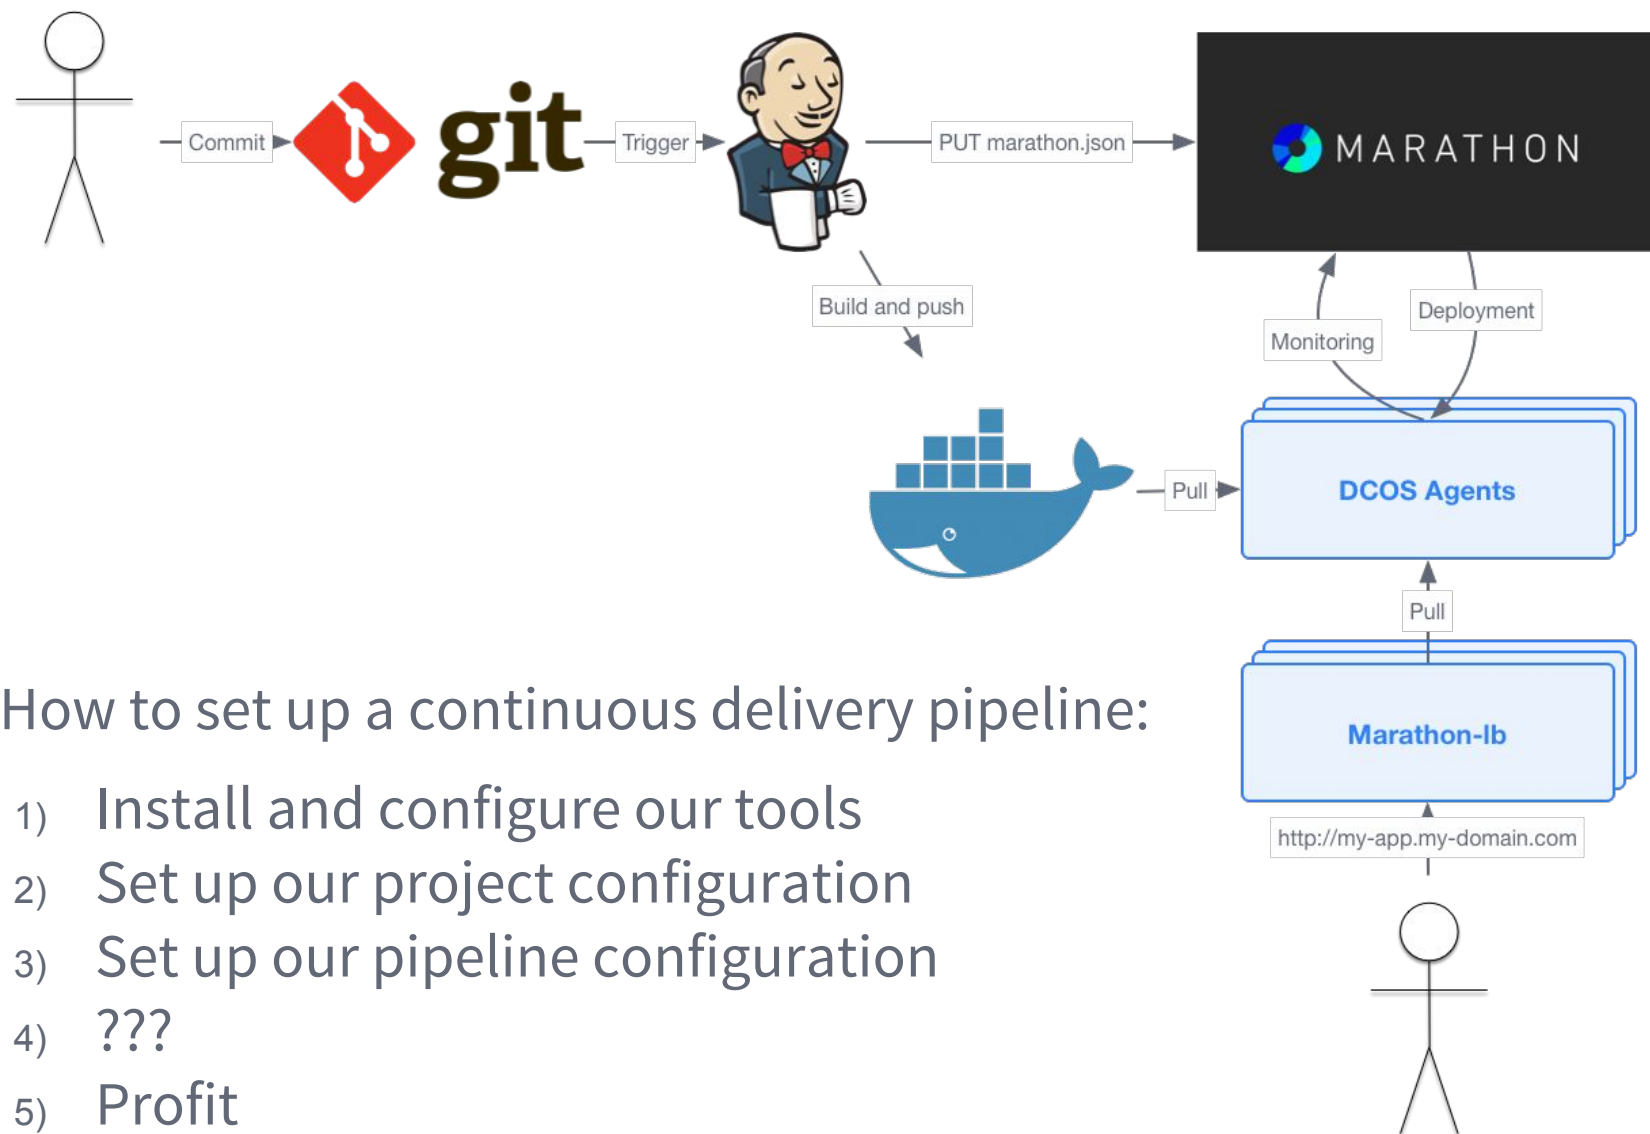 Commit
git
Trigger
PUT marathon.json
MARATHON
Build and push
Monitoring
Deployment
Pull
DCOS Agents
Pull
Marathon-lb
http://my-app.my-domain.com
How to set up a continuous delivery pipeline:
1) Install and configure our tools
2) Set up our project configuration
3) Set up our pipeline configuration
4) ???
5) Profit